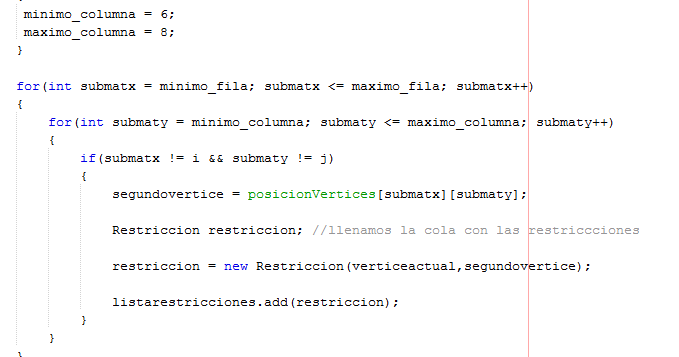 minimo_columna = 6;
maximo_columna = 8;
}
for(int submatx = minimo_fila; submatx <= maximo_fila; submatx++)
{
for(int submaty = minimo_columna; submaty <= maximo_columna; submaty++)
{
if(submatx != i && submaty != j)
{
segundovertice = posicionVertices[submatx][submaty];
Restriccion restriccion; //llenamos la cola con las restriccciones
restriccion = new Restriccion(verticeactual,segundovertice);
listarestricciones.add(restriccion);
}
}
}